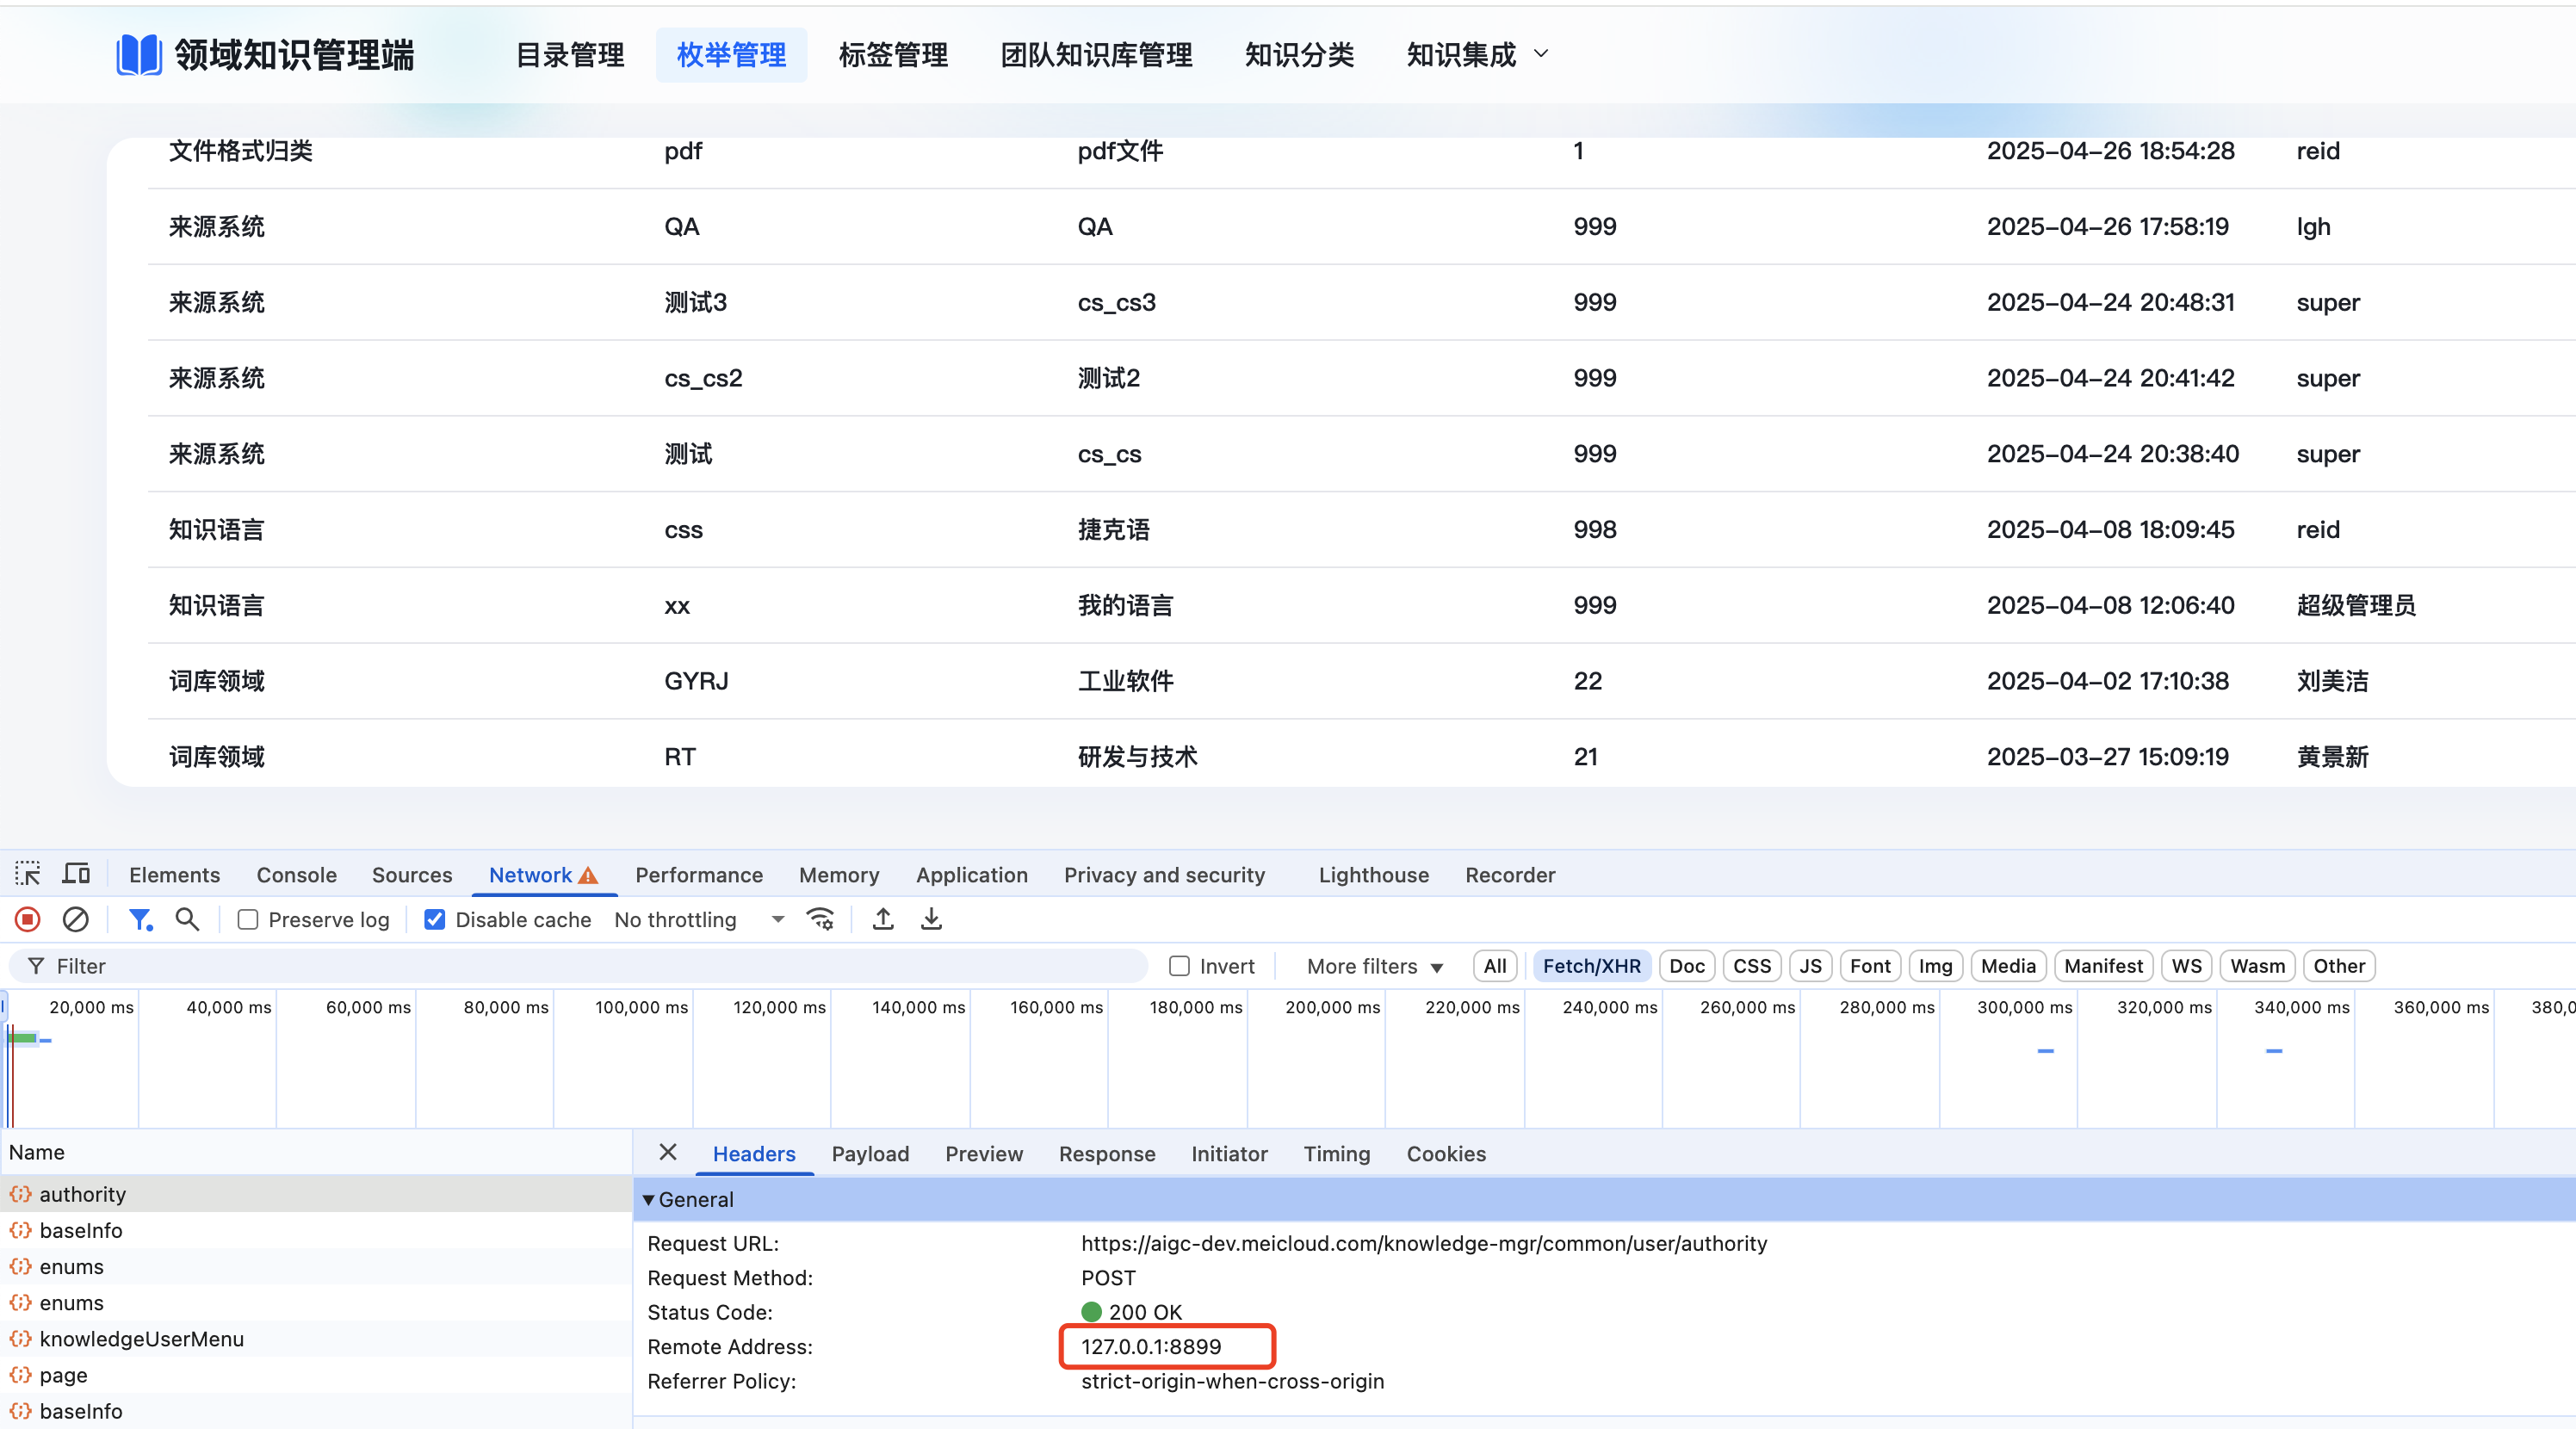 领域知识管理端 目录管理 枚举管理 标签管理 团队知识库管理 知识分类 知识集成
文件格式归类 pdf pdf文件 1 2025-04-26 18:54:28 reid
来源系统 QA QA 999 2025-04-26 17:58:19 lgh
来源系统 测试3 cs_cs3 999 2025-04-24 20:48:31 super
来源系统 cs_cs2 测试2 999 2025-04-24 20:41:42 super
来源系统 测试 cs_cs 999 2025-04-24 20:38:40 super
知识语言 css 捷克语 998 2025-04-08 18:09:45 reid
知识语言 xx 我的语言 999 2025-04-08 12:06:40 超级管理员
词库领域 GYRJ 工业软件 22 2025-04-02 17:10:38 刘美洁
词库领域 RT 研发与技术 21 2025-03-27 15:09:19 黄景新
Elements Console Sources Network Performance Memory Application Privacy and security Lighthouse Recorder
Preserve log Disable cache No throttling
Filter Invert More filters All Fetch/XHR Doc CSS JS Font Img Media Manifest WS Wasm Other
20,000 ms 40,000 ms 60,000 ms 80,000 ms 100,000 ms 120,000 ms 140,000 ms 160,000 ms 180,000 ms 200,000 ms 220,000 ms 240,000 ms 260,000 ms 280,000 ms 300,000 ms 320,000 ms 340,000 ms 360,000 ms 380,0
Name Headers Payload Preview Response Initiator Timing Cookies
authority
baseInfo
enums
enums
knowledgeUserMenu
page
baseInfo
General
Request URL: https://aigc-dev.meicloud.com/knowledge-mgr/common/user/authority
Request Method: POST
Status Code: 200 OK
Remote Address: 127.0.0.1:8899
Referrer Policy: strict-origin-when-cross-origin